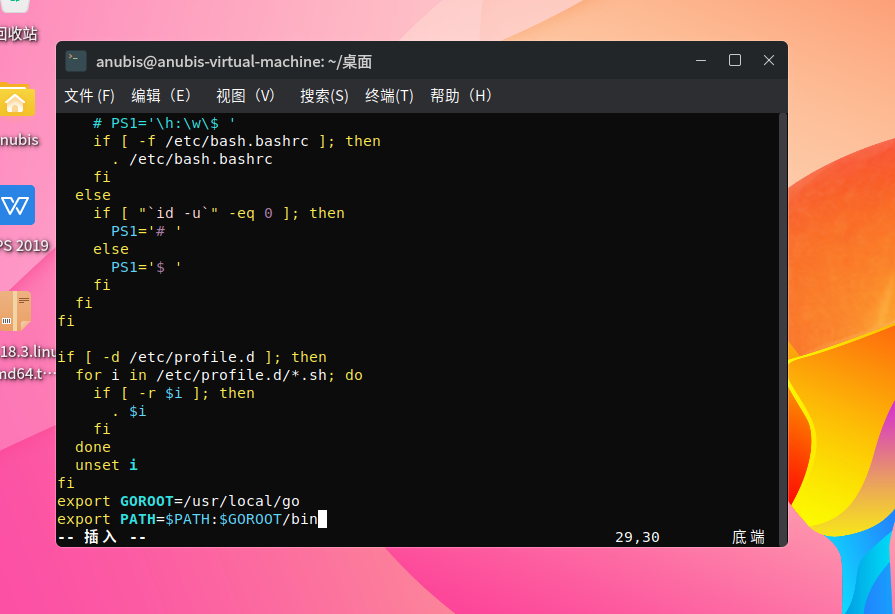 回收站
anubis@anubis-virtual-machine: ~/桌面
文件 (F) 编辑（E） 视图（V） 搜索(S) 终端(T) 帮助（H）
nubis
PS 2019
18.3.linu
md64.t…
# PS1='\h:\w\$ '
if [ -f /etc/bash.bashrc ]; then
. /etc/bash.bashrc
fi
else
if [ "`id -u`" -eq 0 ]; then
PS1='# '
else
PS1='$ '
fi
fi
fi
if [ -d /etc/profile.d ]; then
for i in /etc/profile.d/*.sh; do
if [ -r $i ]; then
. $i
fi
done
unset i
fi
export GOROOT=/usr/local/go
export PATH=$PATH:$GOROOT/bin
-- 插入 -- 29,30 底端